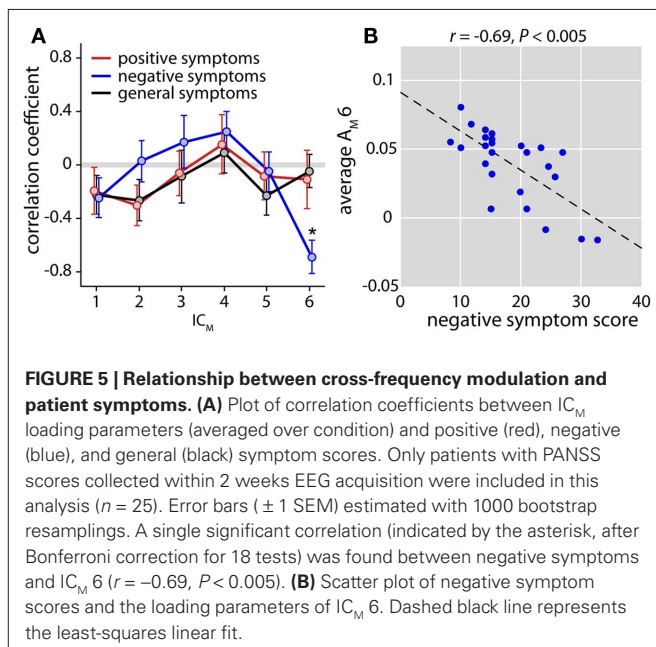 A
0.8
0.4
0
-0.4
-0.8
correlation coefficient
positive symptoms
negative symptoms
general symptoms
*
1 2 3 4 5 6
IC_M
B
r = -0.69, P < 0.005
0.1
0.05
0
-0.05
average A_M 6
0 10 20 30 40
negative symptom score
FIGURE 5 | Relationship between cross-frequency modulation and
patient symptoms. (A) Plot of correlation coefficients between IC_M
loading parameters (averaged over condition) and positive (red), negative
(blue), and general (black) symptom scores. Only patients with PANSS
scores collected within 2 weeks EEG acquisition were included in this
analysis (n = 25). Error bars (±1 SEM) estimated with 1000 bootstrap
resamplings. A single significant correlation (indicated by the asterisk, after
Bonferroni correction for 18 tests) was found between negative symptoms
and IC_M 6 (r = –0.69, P < 0.005). (B) Scatter plot of negative symptom
scores and the loading parameters of IC_M 6. Dashed black line represents
the least-squares linear fit.